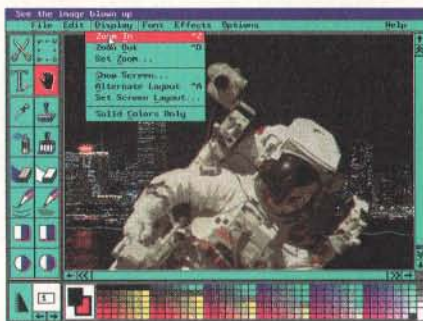 See the image blown up
File Edit Display Font Effects Options Help
Zoom In ^Z
Zoom Out ^O
Set Zoom...
Show Screen...
Alternate Layout ^A
Set Screen Layout...
Solid Colors Only
1